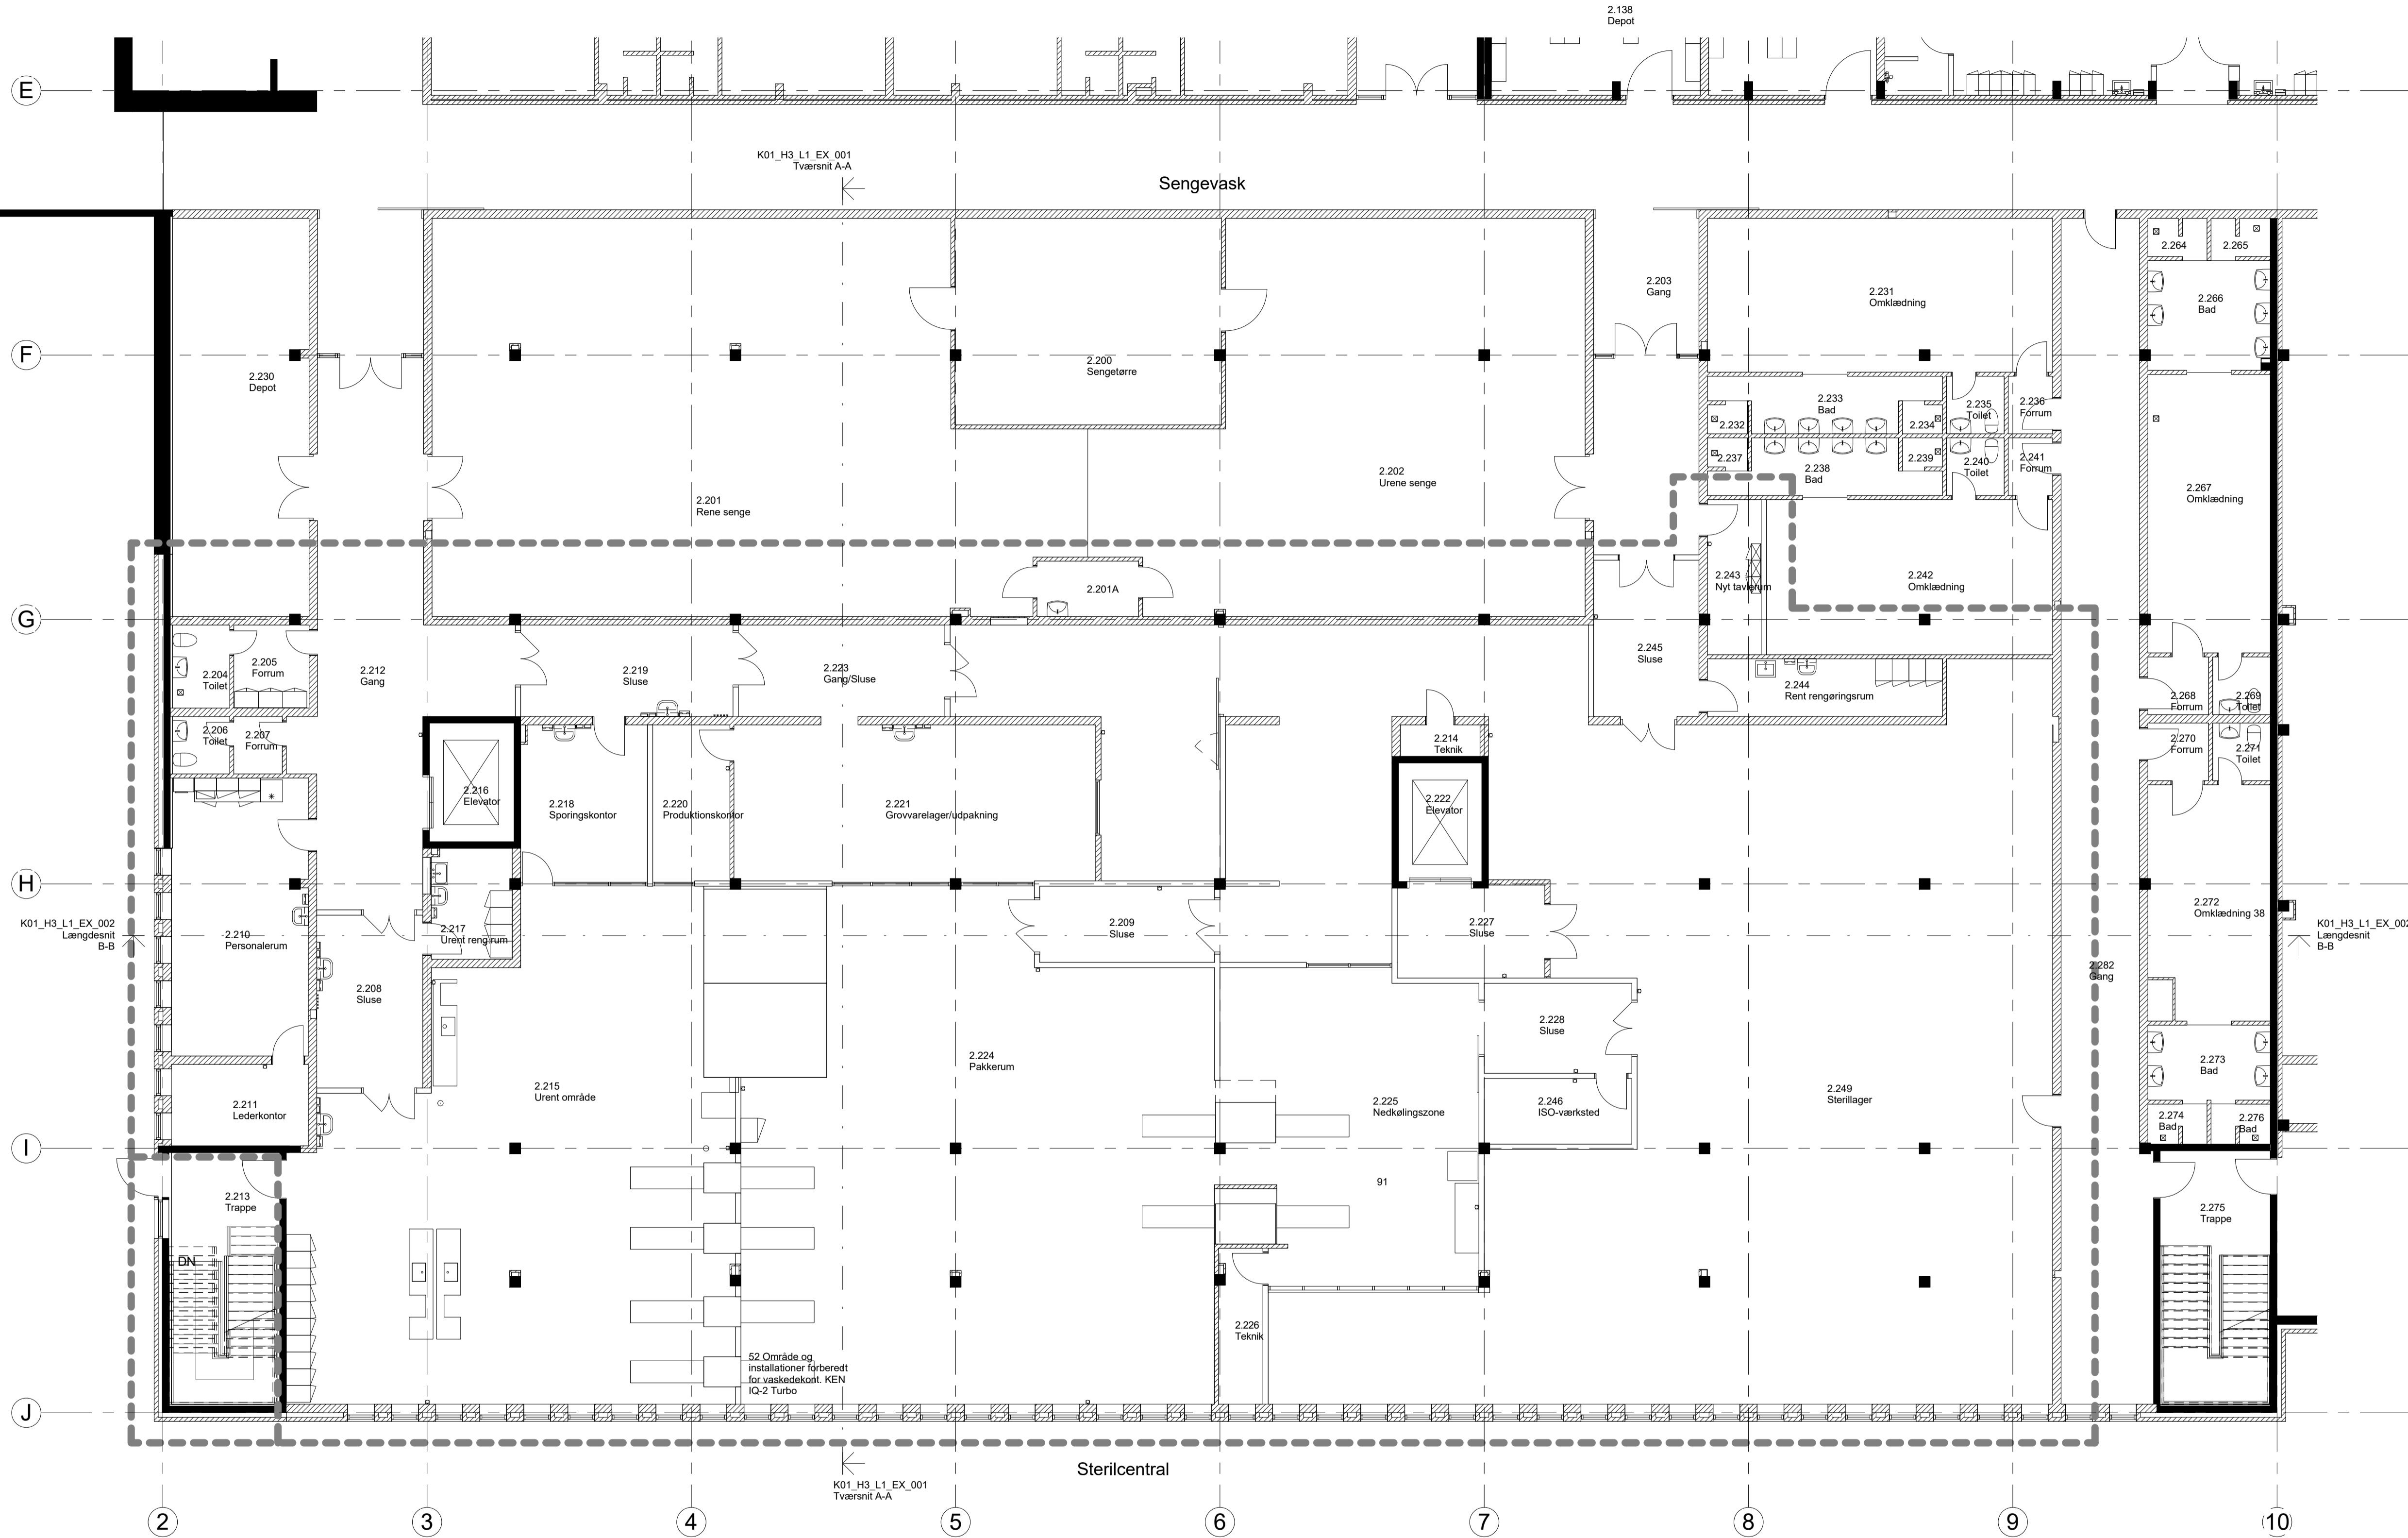 2.138
Depot
E
K01_H3_L1_EX_001
Tværsnit A-A
Sengevask
2.264
2.265
2.203
Gang
2.231
Omklædning
2.266
Bad
F
2.230
Depot
2.200
Sengetørre
2.233
Bad
2.235
Toilet
2.236
Forrum
2.232
2.234
2.237
2.238
Bad
2.239
2.240
Toilet
2.241
Forrum
2.202
Urene senge
2.201
Rene senge
2.267
Omklædning
2.201A
2.243
Nyt tavlerum
2.242
Omklædning
G
2.204
Toilet
2.205
Forrum
2.212
Gang
2.219
Sluse
2.223
Gang/Sluse
2.245
Sluse
2.244
Rent rengøringsrum
2.268
Forrum
2.269
Toilet
2.206
Toilet
2.207
Forrum
2.214
Teknik
2.270
Forrum
2.271
Toilet
2.216
Elevator
2.218
Sporingskontor
2.220
Produktionskontor
2.221
Grovvarelager/udpakning
2.222
Elevator
H
K01_H3_L1_EX_002
Længdesnit
B-B
2.210
Personalerum
2.217
Urent reng.rum
2.209
Sluse
2.227
Sluse
2.272
Omklædning 38
K01_H3_L1_EX_002
Længdesnit
B-B
2.282
Gang
2.208
Sluse
2.228
Sluse
2.224
Pakkerum
2.273
Bad
2.211
Lederkontor
2.215
Urent område
2.225
Nedkølingszone
2.246
ISO-værksted
2.249
Sterillager
2.274
Bad
2.276
Bad
I
2.213
Trappe
91
2.275
Trappe
DN
2.226
Teknik
52 Område og
installationer forberedt
for vaskedekont. KEN
IQ-2 Turbo
J
Sterilcentral
K01_H3_L1_EX_001
Tværsnit A-A
2
3
4
5
6
7
8
9
10